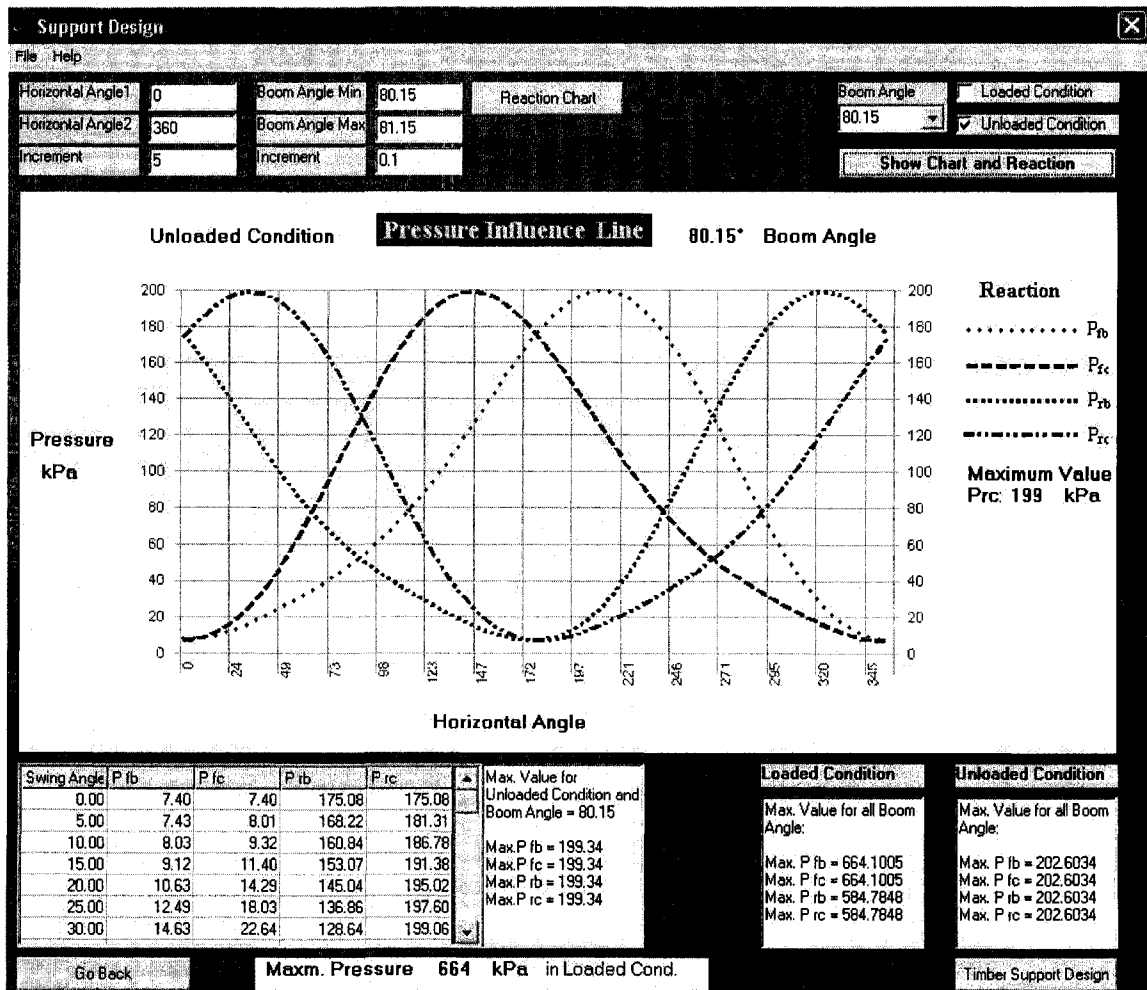 Support Design
File Help
Horizontal Angle1 0 Boom Angle Min 80.15 Reaction Chart Boom Angle Loaded Condition
Horizontal Angle2 360 Boom Angle Max 81.15 80.15 Unloaded Condition
Increment 5 Increment 0.1 Show Chart and Reaction
Unloaded Condition Pressure Influence Line 80.15° Boom Angle
200 200
180 180
160 160
140 140
120 120
100 100
80 80
60 60
40 40
20 20
0 0
Pressure
kPa
0 24 49 73 98 123 147 172 197 221 246 271 295 320 345
Horizontal Angle
Reaction
Pfb
Pfc
Prb
Prc
Maximum Value
Prc: 199 kPa
Swing Angle P fb P fc P rb P rc
0.00 7.40 7.40 175.08 175.08
5.00 7.43 8.01 168.22 181.31
10.00 8.03 9.32 160.84 186.78
15.00 9.12 11.40 153.07 191.38
20.00 10.63 14.29 145.04 195.02
25.00 12.49 18.03 136.86 197.60
30.00 14.63 22.64 128.64 199.06
Max. Value for
Unloaded Condition and
Boom Angle = 80.15
Max.P fb = 199.34
Max.P fc = 199.34
Max.P rb = 199.34
Max.P rc = 199.34
Loaded Condition
Max. Value for all Boom
Angle:
Max. P fb = 664.1005
Max. P fc = 664.1005
Max. P rb = 584.7848
Max. P rc = 584.7848
Unloaded Condition
Max. Value for all Boom
Angle:
Max. P fb = 202.6034
Max. P fc = 202.6034
Max. P rb = 202.6034
Max. P rc = 202.6034
Go Back Maxm. Pressure 664 kPa in Loaded Cond. Timber Support Design